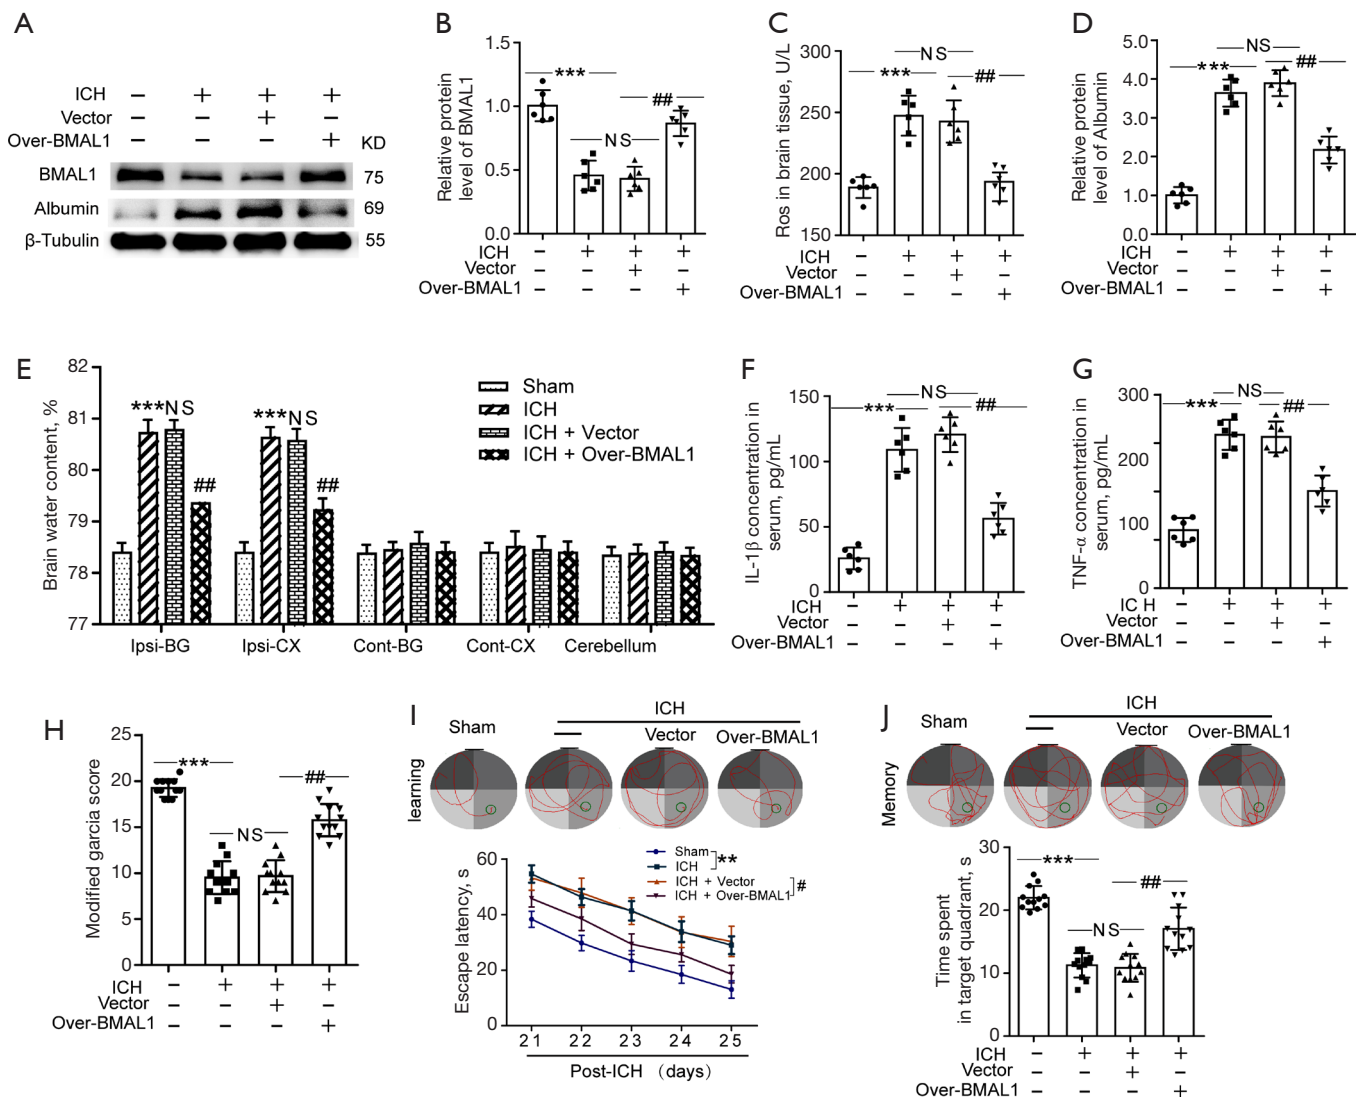 A
ICH − + + +
Vector − − + −
Over-BMAL1 − − − + KD
BMAL1 75
Albumin 69
β-Tubulin 55
B
Relative protein
level of BMAL1
1.5
1.0
0.5
0.0
*** NS ##
ICH − + + +
Vector − − + −
Over-BMAL1 − − − +
C
Ros in brain tissue, U/L
300
250
200
150
*** NS ##
ICH − + + +
Vector − − + −
Over-BMAL1 − − − +
D
Relative protein
level of Albumin
5.0
4.0
3.0
2.0
1.0
0.0
*** NS ##
ICH − + + +
Vector − − + −
Over-BMAL1 − − − +
E
Brain water content, %
82
81
80
79
78
77
***NS ##
***NS ##
Sham
ICH
ICH + Vector
ICH + Over-BMAL1
Ipsi-BG Ipsi-CX Cont-BG Cont-CX Cerebellum
F
IL-1β concentration in
serum, pg/mL
150
100
50
0
*** NS ##
ICH − + + +
Vector − − + −
Over-BMAL1 − − − +
G
TNF-α concentration in
serum, pg/mL
300
200
100
0
*** NS ##
IC H − + + +
Vector − − + −
Over-BMAL1 − − − +
H
Modified garcia score
25
20
15
10
5
0
*** NS ##
ICH − + + +
Vector − − + −
Over-BMAL1 − − − +
I
ICH
Sham — Vector Over-BMAL1
learning
Escape latency, s
60
40
20
0
Sham
ICH
**
ICH + Vector
ICH + Over-BMAL1
#
21 22 23 24 25
Post-ICH （days）
J
ICH
Sham — Vector Over-BMAL1
Memory
Time spent
in target quadrant, s
30
20
10
0
*** NS ##
ICH − + + +
Vector − − + −
Over-BMAL1 − − − +